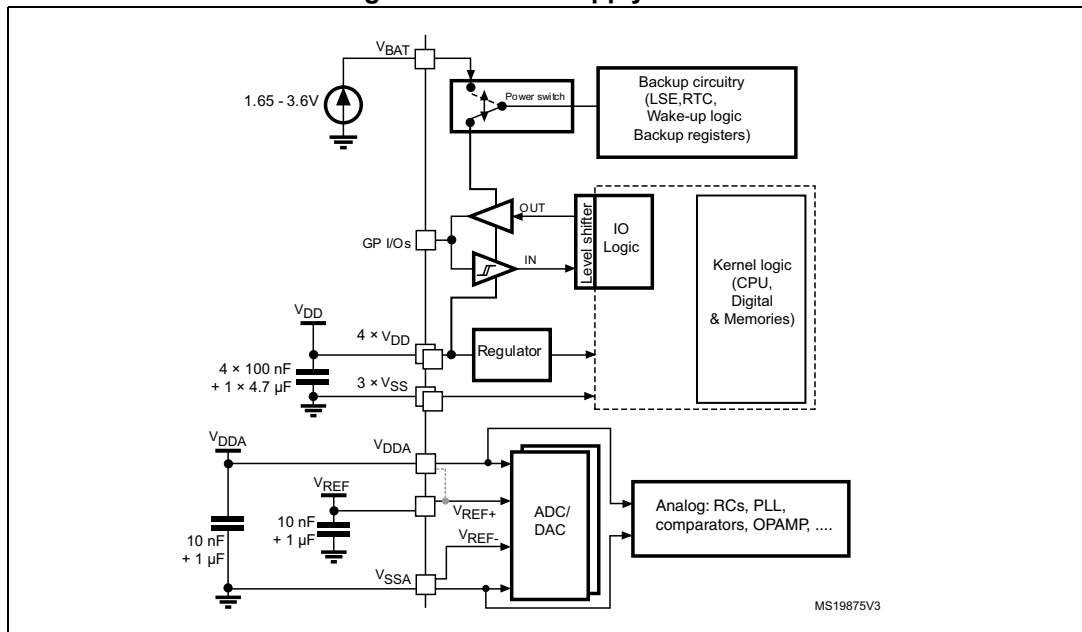 VBAT
1.65 - 3.6V
Power switch
Backup circuitry
(LSE,RTC,
Wake-up logic
Backup registers)
GP I/Os
OUT
IN
Level shifter
IO
Logic
Kernel logic
(CPU,
Digital
& Memories)
VDD
4 × 100 nF
+ 1 × 4.7 µF
4 × VDD
Regulator
3 × VSS
VDDA
10 nF
+ 1 µF
VREF
10 nF
+ 1 µF
VDDA
VREF+
VREF-
VSSA
ADC/
DAC
Analog: RCs, PLL,
comparators, OPAMP, ....
MS19875V3